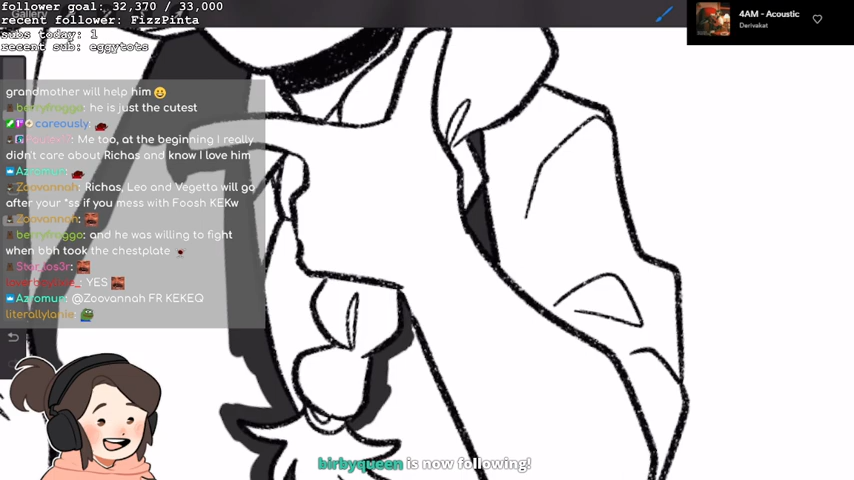 follower goal: 32,370 / 33,000
recent follower: FizzPinta
subs today: 1
recent sub: eggytots
Gallery
4AM - Acoustic
Derivakat
grandmother will help him
berryfroggo: he is just the cutest
careously:
Me too, at the beginning I really
didn't care about Richas and know I love him
Azromur:
Zoovannah: Richas, Leo and Vegetta will go
after your *ss if you mess with Foosh KEKw
Zoovannah:
berryfroggo: and he was willing to fight
when bbh took the chestplate
YES
Azromur: @Zoovannah FR KEKEQ
literallylanie:
birbyqueen is now following!